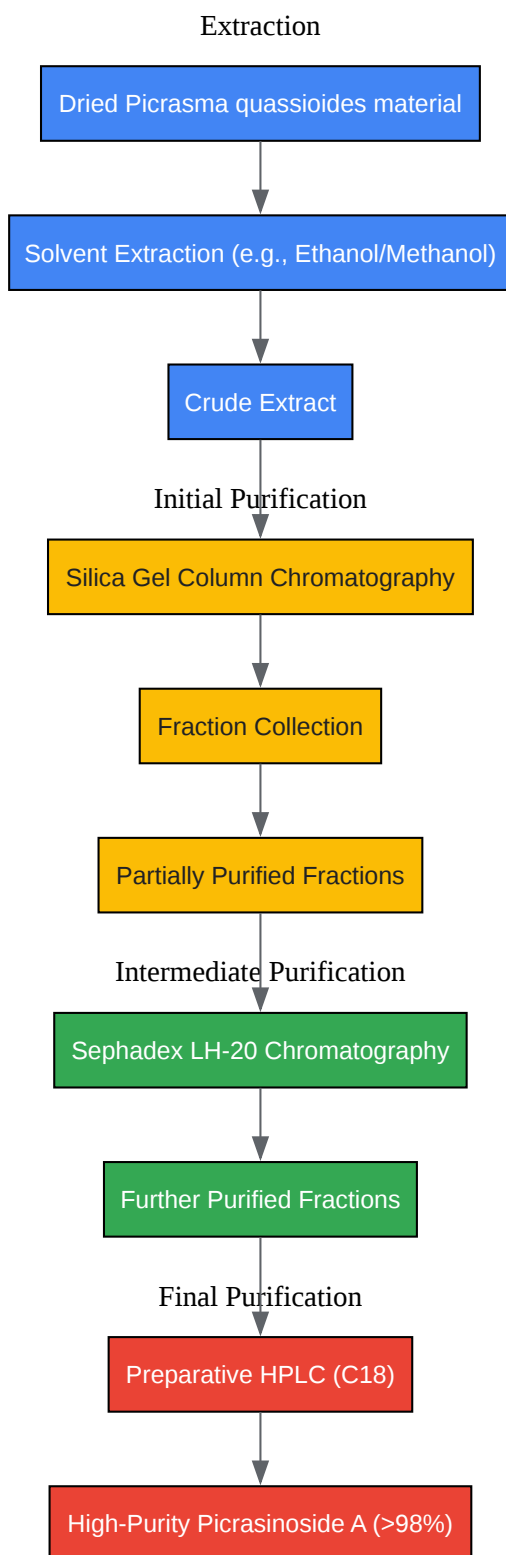 Extraction
Dried Picrasma quassioides material
Solvent Extraction (e.g., Ethanol/Methanol)
Crude Extract
Initial Purification
Silica Gel Column Chromatography
Fraction Collection
Partially Purified Fractions
Intermediate Purification
Sephadex LH-20 Chromatography
Further Purified Fractions
Final Purification
Preparative HPLC (C18)
High-Purity Picrasinoside A (>98%)